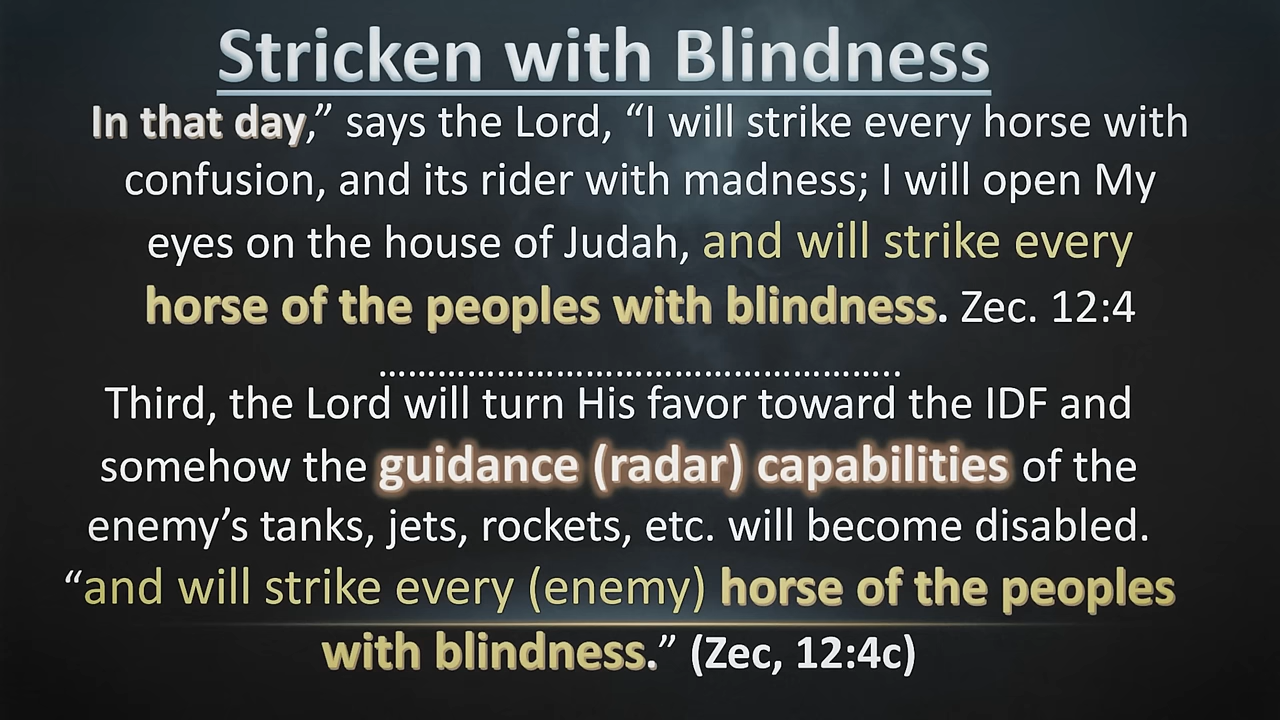 Stricken with Blindness
In that day,” says the Lord, “I will strike every horse with
confusion, and its rider with madness; I will open My
eyes on the house of Judah, and will strike every
horse of the peoples with blindness. Zec. 12:4
…………………………………………………..
Third, the Lord will turn His favor toward the IDF and
somehow the guidance (radar) capabilities of the
enemy’s tanks, jets, rockets, etc. will become disabled.
“and will strike every (enemy) horse of the peoples
with blindness.” (Zec, 12:4c)